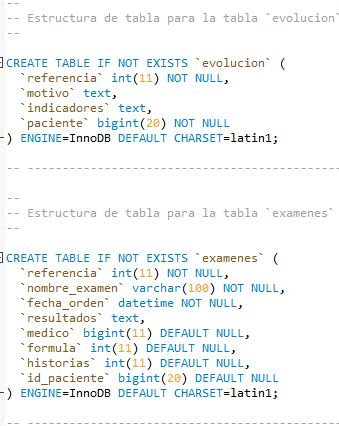 --
-- Estructura de tabla para la tabla `evolucion`
--
CREATE TABLE IF NOT EXISTS `evolucion` (
  `referencia` int(11) NOT NULL,
  `motivo` text,
  `indicadores` text,
  `paciente` bigint(20) NOT NULL
) ENGINE=InnoDB DEFAULT CHARSET=latin1;
-- --------------------------------------------
--
-- Estructura de tabla para la tabla `examenes`
--
CREATE TABLE IF NOT EXISTS `examenes` (
  `referencia` int(11) NOT NULL,
  `nombre_examen` varchar(100) NOT NULL,
  `fecha_orden` datetime NOT NULL,
  `resultados` text,
  `medico` bigint(11) DEFAULT NULL,
  `formula` int(11) DEFAULT NULL,
  `historias` int(11) DEFAULT NULL,
  `id_paciente` bigint(20) DEFAULT NULL
) ENGINE=InnoDB DEFAULT CHARSET=latin1;
-- --------------------------------------------